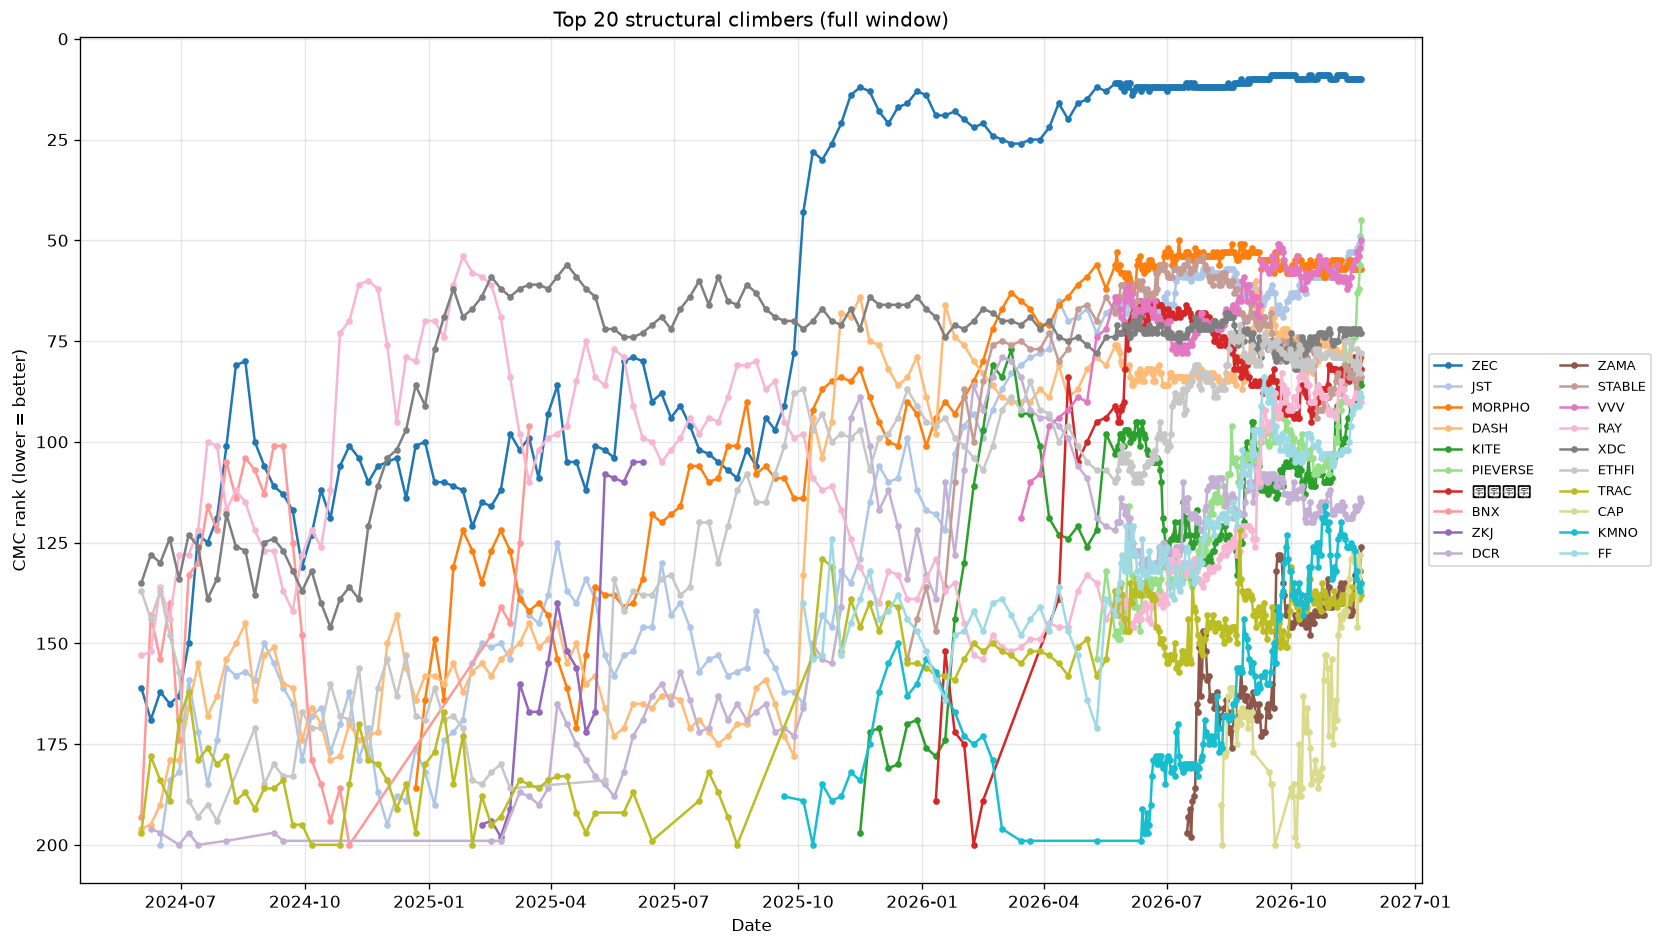 Top 20 structural climbers (full window)
CMC rank (lower = better)
0
25
50
75
100
125
150
175
200
2024-07
2024-10
2025-01
2025-04
2025-07
2025-10
2026-01
2026-04
2026-07
2026-10
2027-01
Date
ZEC
JST
MORPHO
DASH
KITE
PIEVERSE
BNX
ZKJ
DCR
ZAMA
STABLE
VVV
RAY
XDC
ETHFI
TRAC
CAP
KMNO
FF